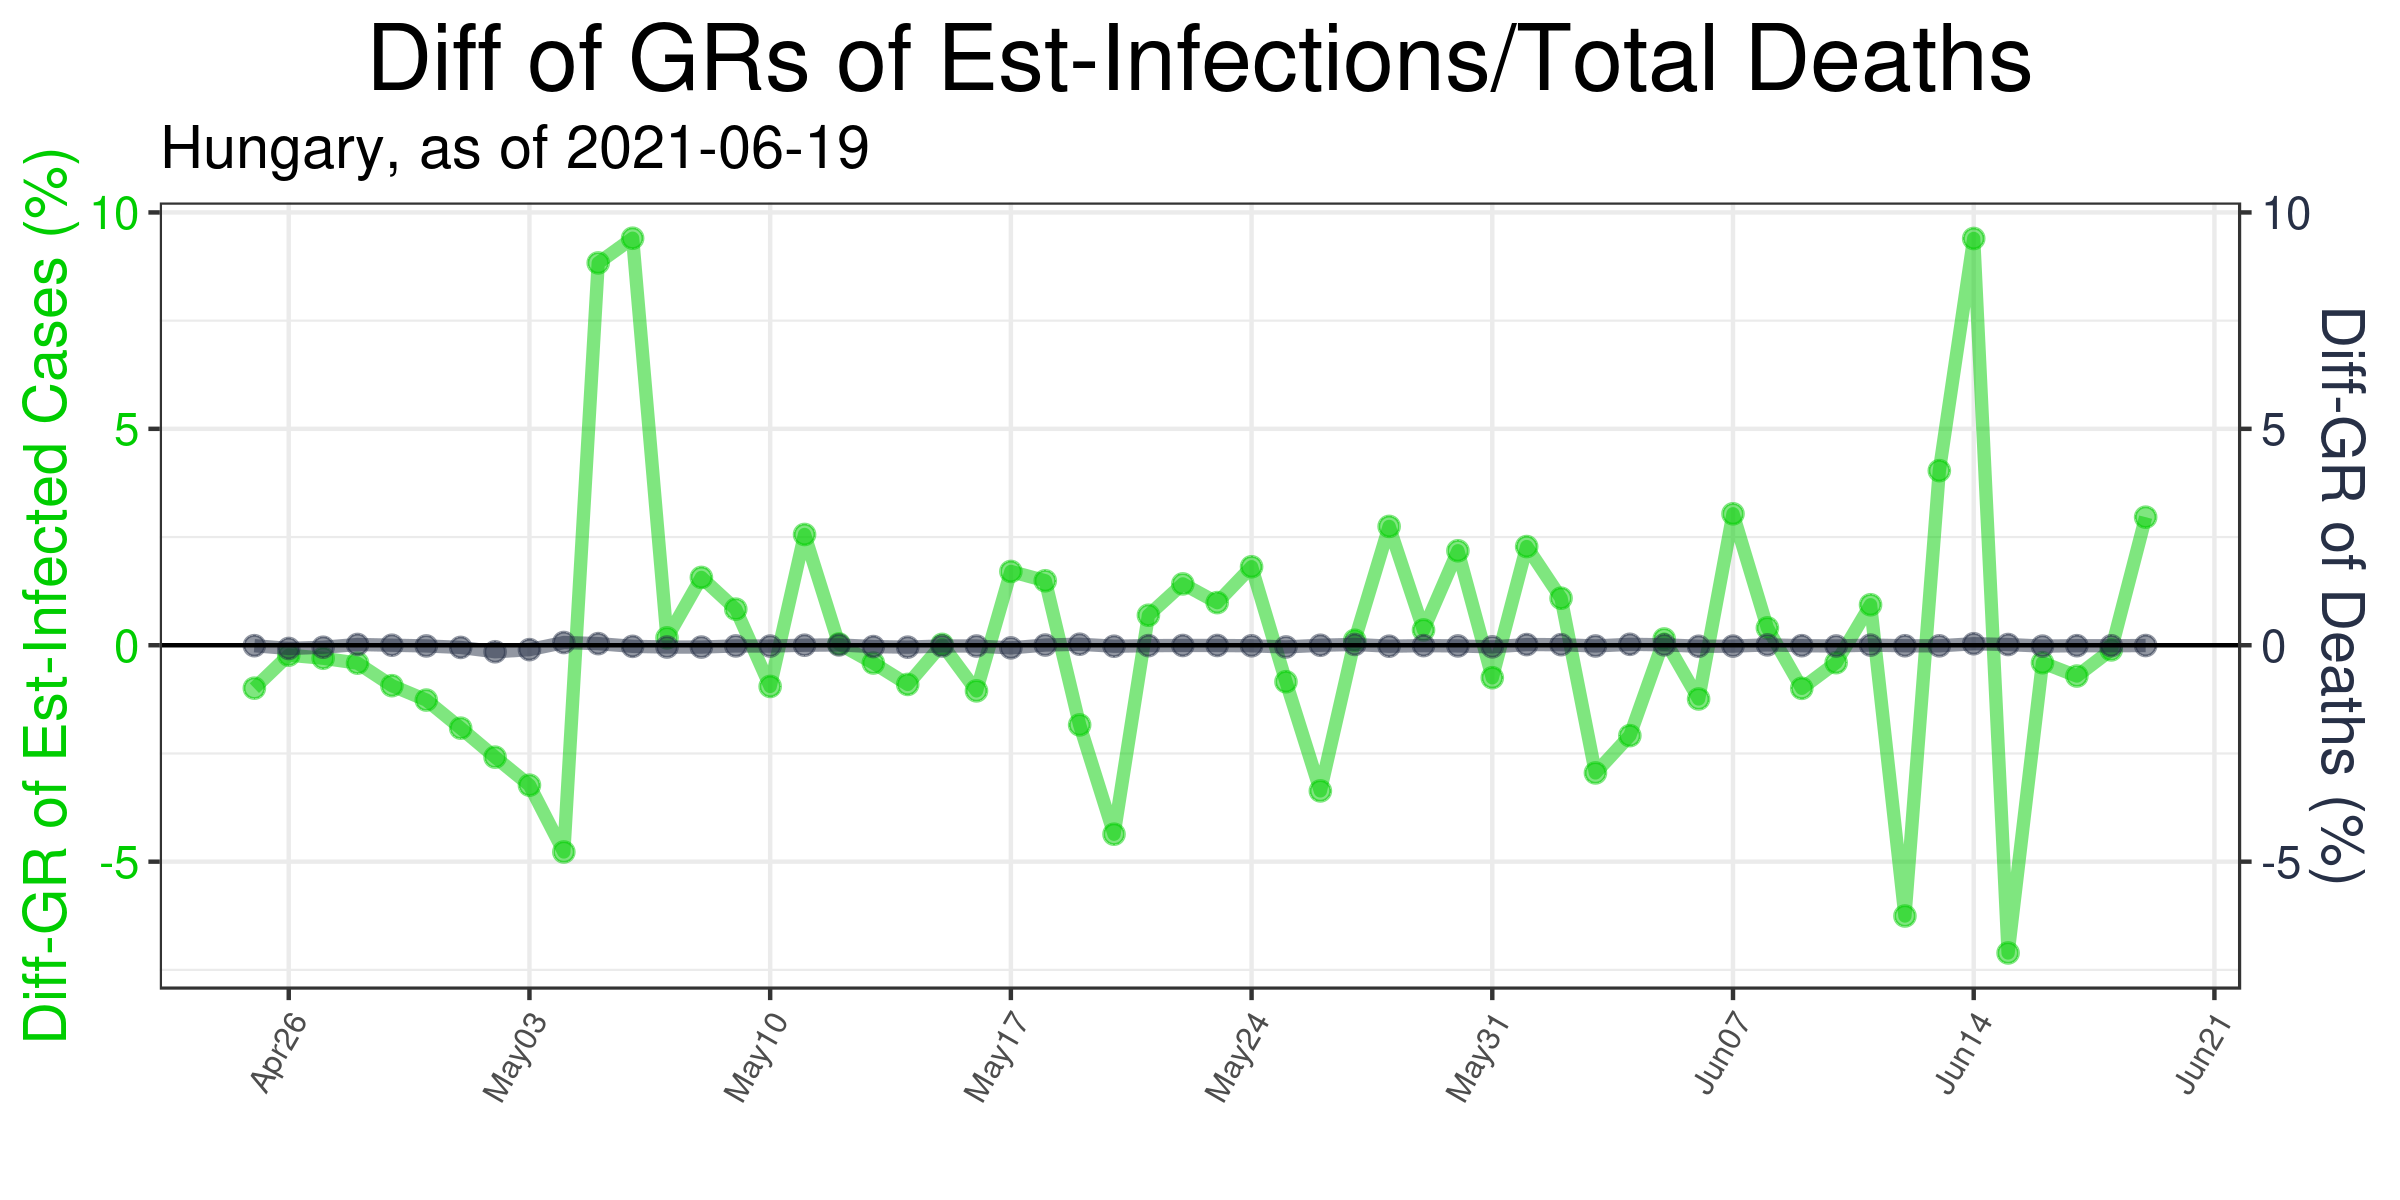 Diff of GRs of Est-Infections/Total Deaths
Hungary, as of 2021-06-19
Diff-GR of Est-Infected Cases (%)
10
5
0
-5
10
5
0
-5
Diff-GR of Deaths (%)
Apr26
May03
May10
May17
May24
May31
Jun07
Jun14
Jun21